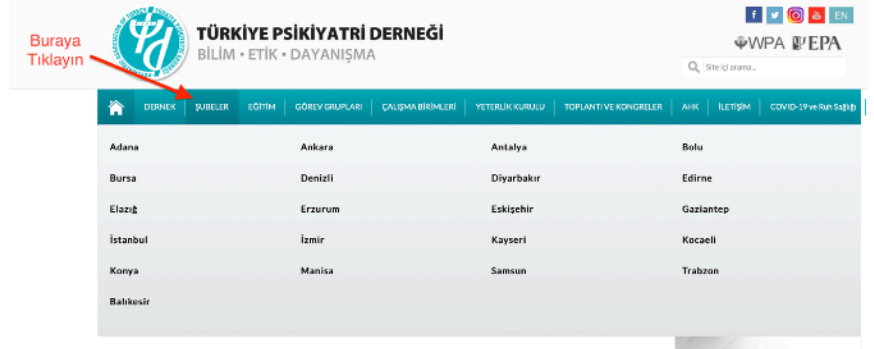 EN
Buraya
Tıklayın
TÜRKİYE PSİKİYATRİ DERNEĞİ
BİLİM • ETİK • DAYANIŞMA
WPA EPA
Site içi arama..
DERNEK ŞUBELER EĞİTİM GÖREV GRUPLARI ÇALIŞMA BİRİMLERİ YETERLİK KURULU TOPLANTI VE KONGRELER AHK İLETİŞİM COVID-19 ve Ruh Sağlığı
Adana Ankara Antalya Bolu
Bursa Denizli Diyarbakır Edirne
Elazığ Erzurum Eskişehir Gaziantep
İstanbul İzmir Kayseri Kocaeli
Konya Manisa Samsun Trabzon
Balıkesir